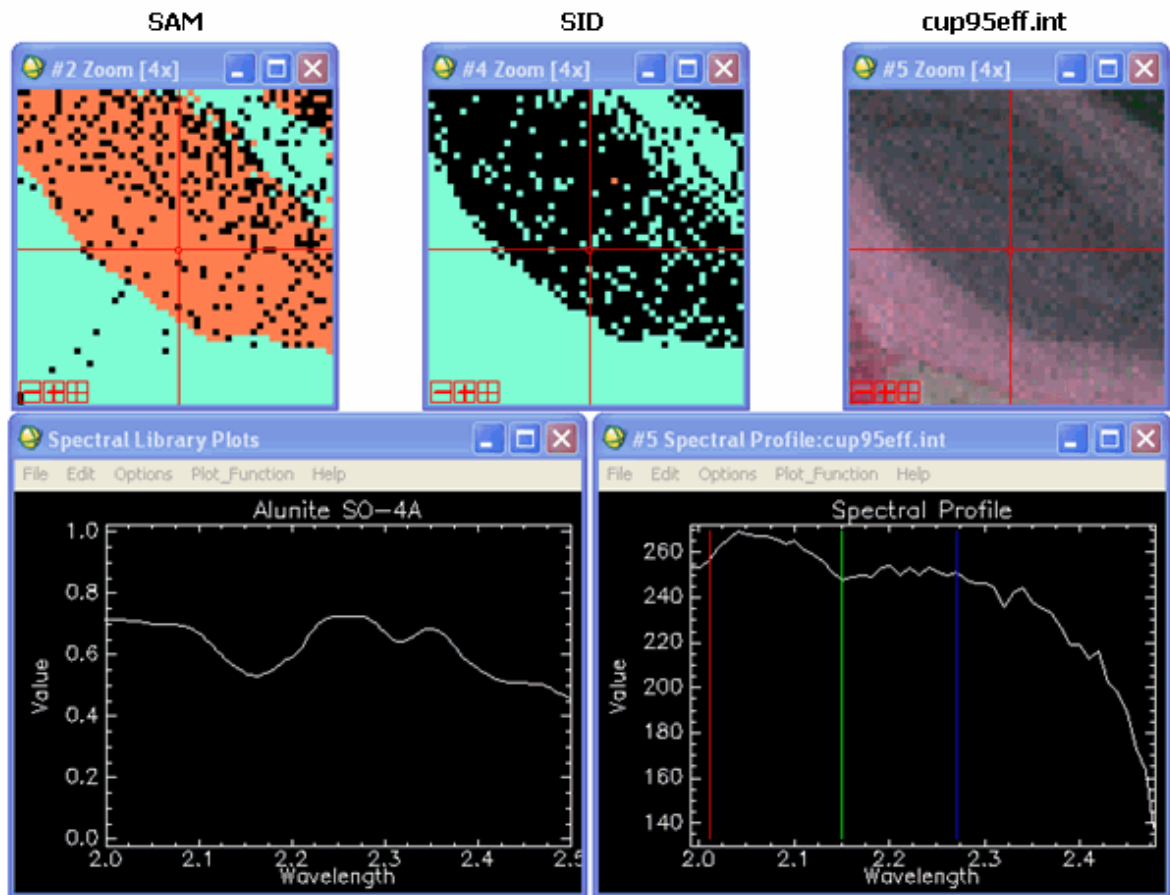 SAM SID cup95eff.int
#2 Zoom [4x] #4 Zoom [4x] #5 Zoom [4x]
Spectral Library Plots
File Edit Options Plot_Function Help
Alunite SO-4A
1.0
0.8
0.6
0.4
0.2
0.0
Value
2.0 2.1 2.2 2.3 2.4 2.5
Wavelength
#5 Spectral Profile:cup95eff.int
File Edit Options Plot_Function Help
Spectral Profile
260
240
220
200
180
160
140
Value
2.0 2.1 2.2 2.3 2.4
Wavelength